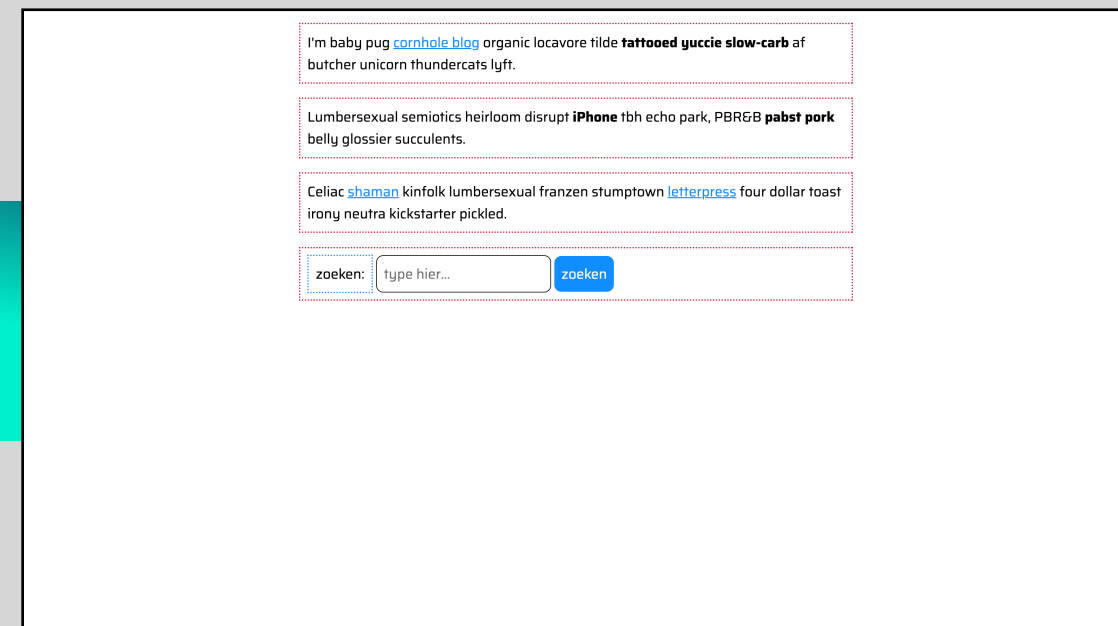 I'm baby pug cornhole blog organic locavore tilde tattooed yuccie slow-carb af
butcher unicorn thundercats lyft.
Lumbersexual semiotics heirloom disrupt iPhone tbh echo park, PBR&B pabst pork
belly glossier succulents.
Celiac shaman kinfolk lumbersexual franzen stumptown letterpress four dollar toast
irony neutra kickstarter pickled.
zoeken: type hier... zoeken